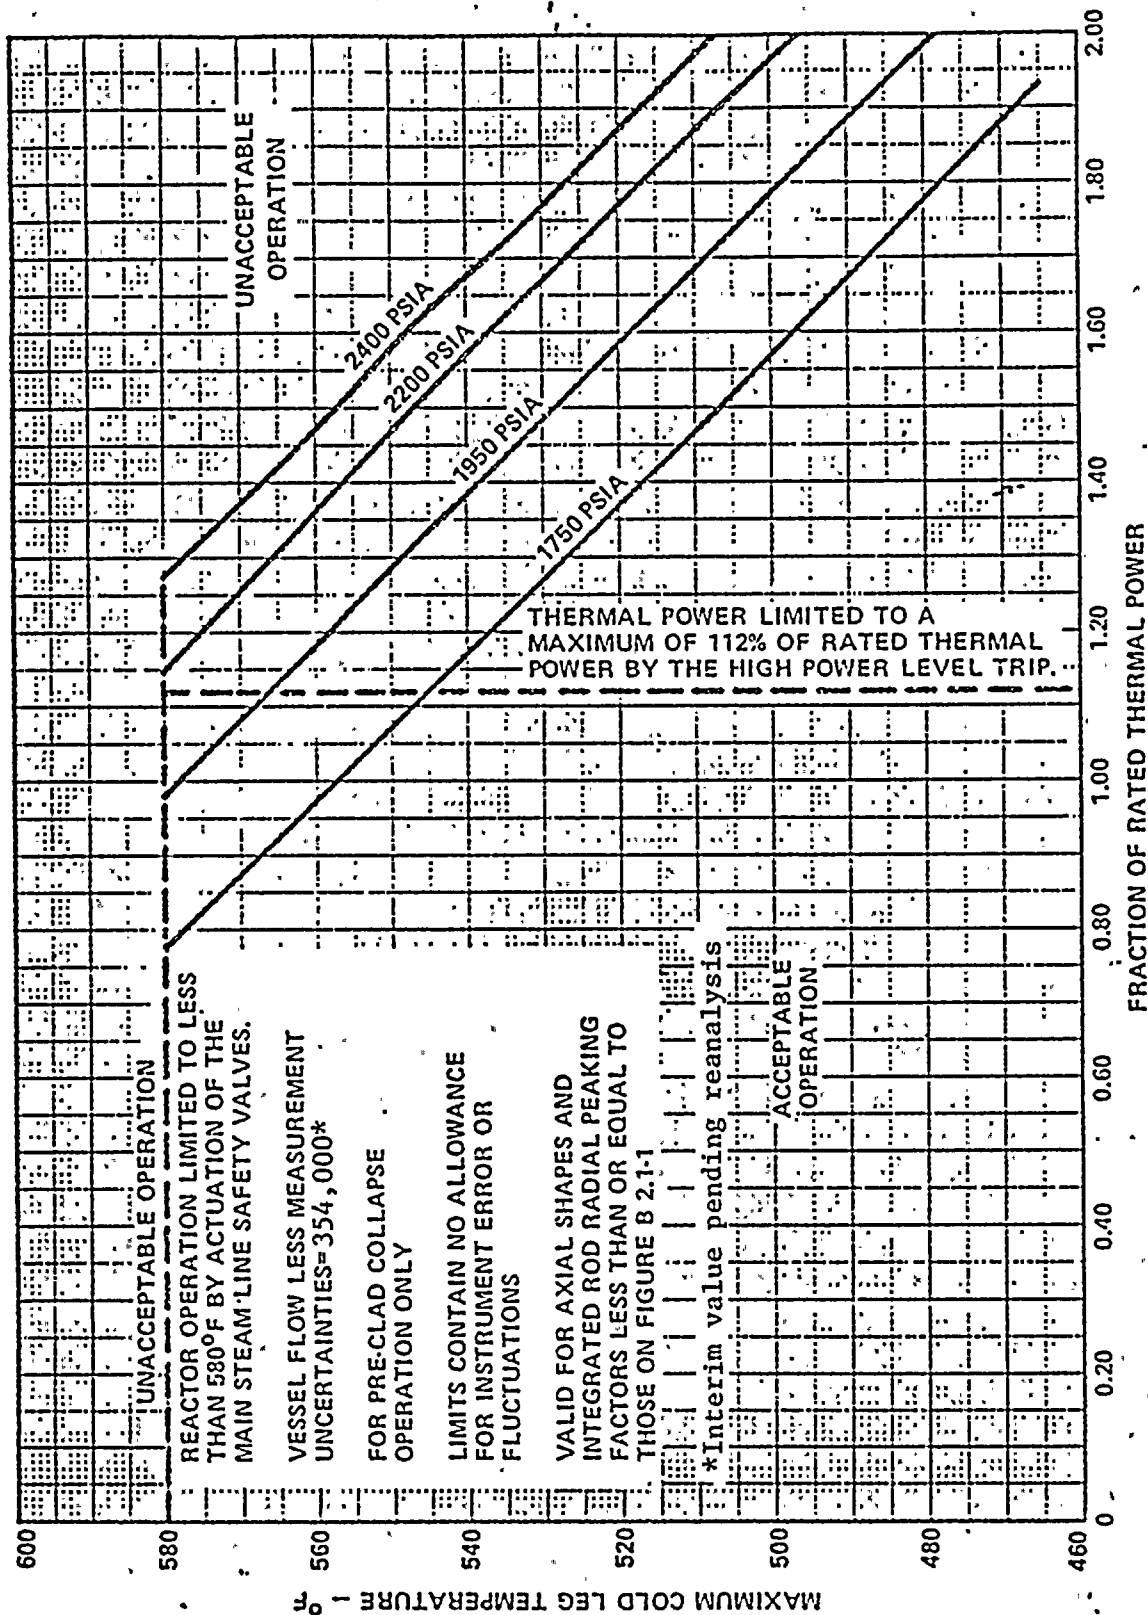 MAXIMUM COLD LEG TEMPERATURE – °F
600
580
560
540
520
500
480
460
UNACCEPTABLE OPERATION
REACTOR OPERATION LIMITED TO LESS
THAN 580°F BY ACTUATION OF THE
MAIN STEAM LINE SAFETY VALVES.
VESSEL FLOW LESS MEASUREMENT
UNCERTAINTIES=354,000*
FOR PRE-CLAD COLLAPSE
OPERATION ONLY
LIMITS CONTAIN NO ALLOWANCE
FOR INSTRUMENT ERROR OR
FLUCTUATIONS
VALID FOR AXIAL SHAPES AND
INTEGRATED ROD RADIAL PEAKING
FACTORS LESS THAN OR EQUAL TO
THOSE ON FIGURE B 2.1-1
*Interim value pending reanalysis
ACCEPTABLE
OPERATION
UNACCEPTABLE
OPERATION
2400 PSIA
2200 PSIA
1950 PSIA
1750 PSIA
THERMAL POWER LIMITED TO A
MAXIMUM OF 112% OF RATED THERMAL
POWER BY THE HIGH POWER LEVEL TRIP.
0
0.20
0.40
0.60
0.80
1.00
1.20
1.40
1.60
1.80
2.00
FRACTION OF RATED THERMAL POWER